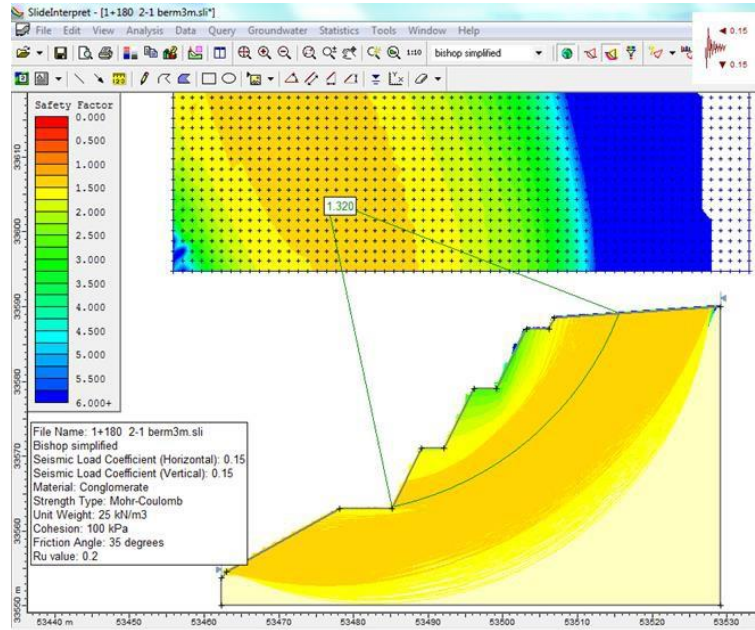 SlideInterpret - [1+180 2-1 berm3m.sli*]
File Edit View Analysis Data Query Groundwater Statistics Tools Window Help
1:10 bishop simplified
0.15
0.15
Safety Factor
0.000
0.500
1.000
1.500
2.000
2.500
3.000
3.500
4.000
4.500
5.000
5.500
6.000+
1.320
File Name: 1+180 2-1 berm3m.sli
Bishop simplified
Seismic Load Coefficient (Horizontal): 0.15
Seismic Load Coefficient (Vertical): 0.15
Material: Conglomerate
Strength Type: Mohr-Coulomb
Unit Weight: 25 kN/m3
Cohesion: 100 kPa
Friction Angle: 35 degrees
Ru value: 0.2
33610
33600
33590
33580
33570
33560
33550
53440 m
53450
53460
53470
53480
53490
53500
53510
53520
53530